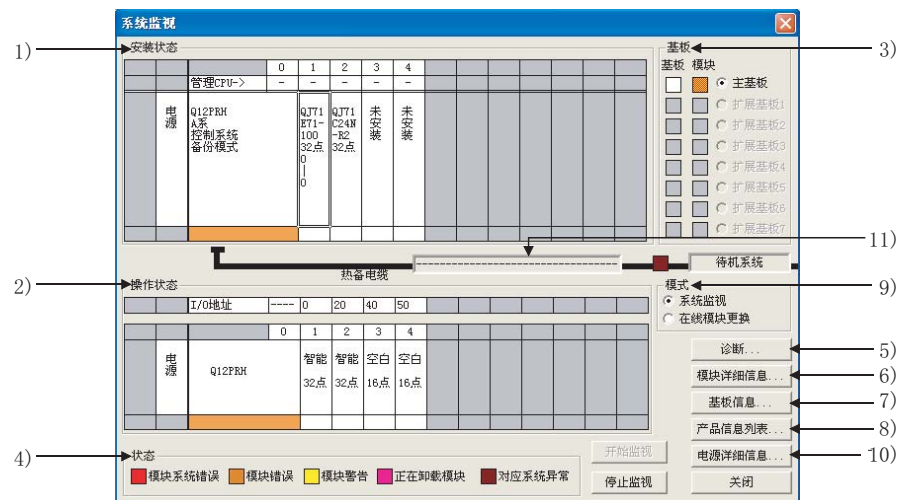 系统监视
1)
安装状态
基板
3)
0 1 2 3 4
管理CPU-> - - - - -
基板 模块
主基板
扩展基板1
扩展基板2
扩展基板3
扩展基板4
扩展基板5
扩展基板6
扩展基板7
电源
Q12PRH
A系
控制系统
备份模式
QJ71
E71-
100
32点
0
|
0
QJ71
C24N
-R2
32点
未安装
未安装
11)
热备电缆
待机系统
2)
操作状态
模式
9)
系统监视
在线模块更换
I/O地址 ---- 0 20 40 50
0 1 2 3 4
电源
Q12PRH
智能 智能 空白 空白
32点 32点 16点 16点
诊断...
5)
模块详细信息...
6)
基板信息...
7)
产品信息列表...
8)
电源详细信息...
10)
4)
状态
模块系统错误 模块错误 模块警告 正在卸载模块 对应系统异常
开始监视
停止监视
关闭